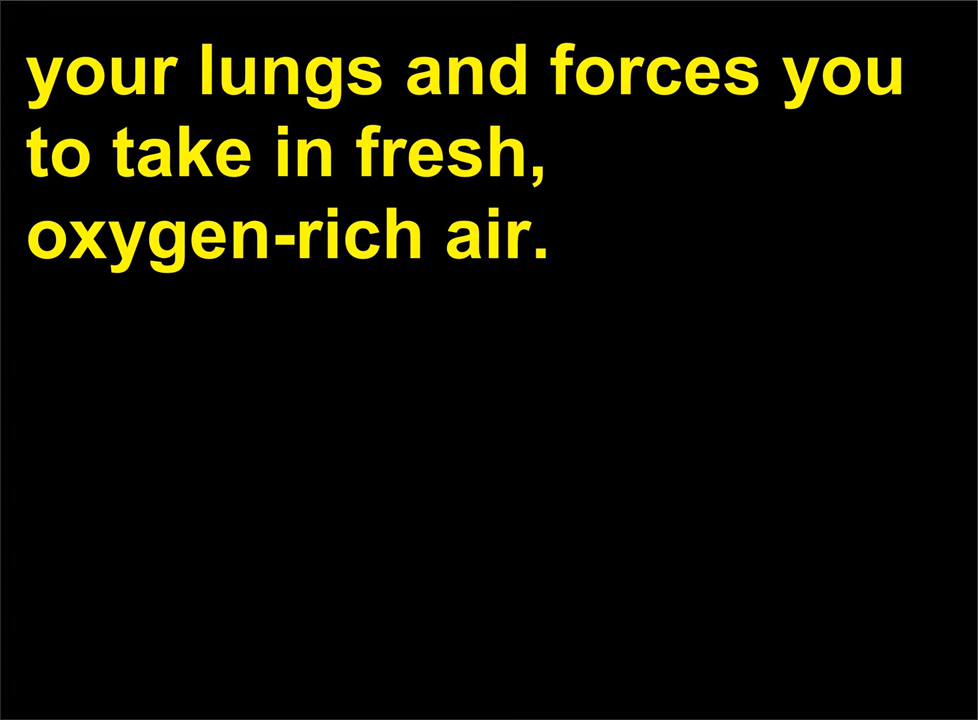 your lungs and forces you
to take in fresh,
oxygen-rich air.